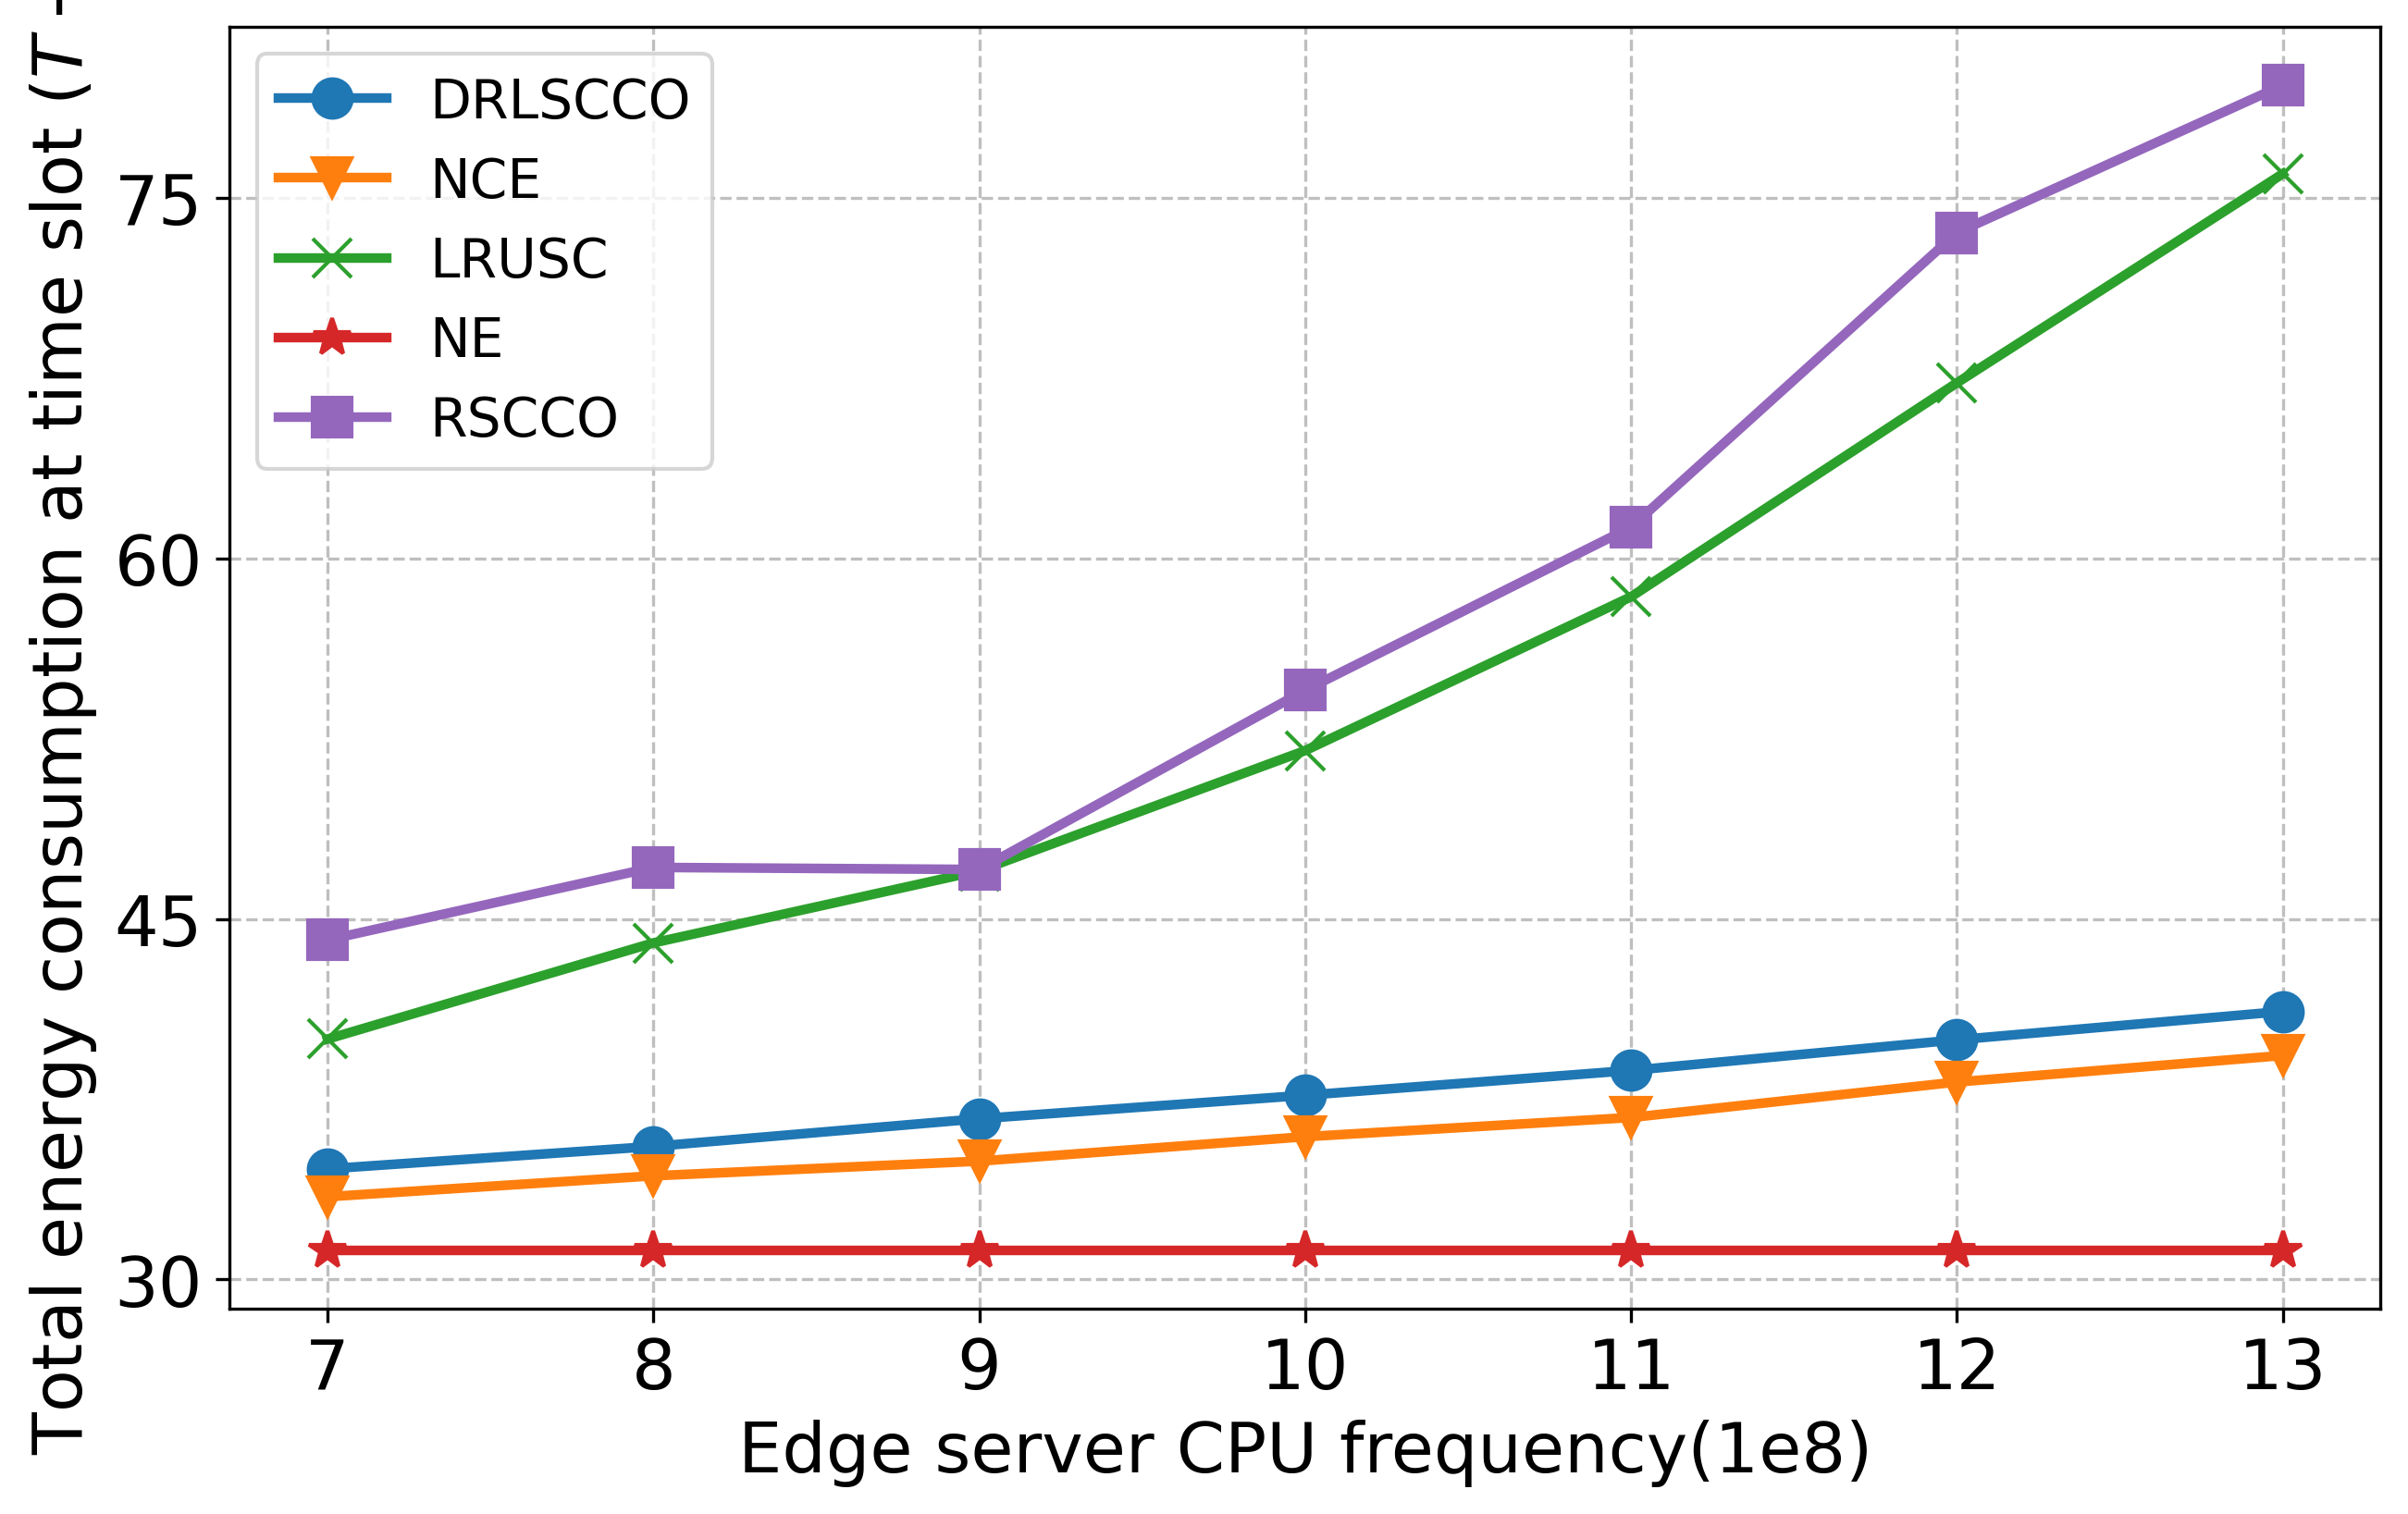 Total energy consumption at time slot (T -
75
60
45
30
DRLSCCO
NCE
LRUSC
NE
RSCCO
7 8 9 10 11 12 13
Edge server CPU frequency(1e8)